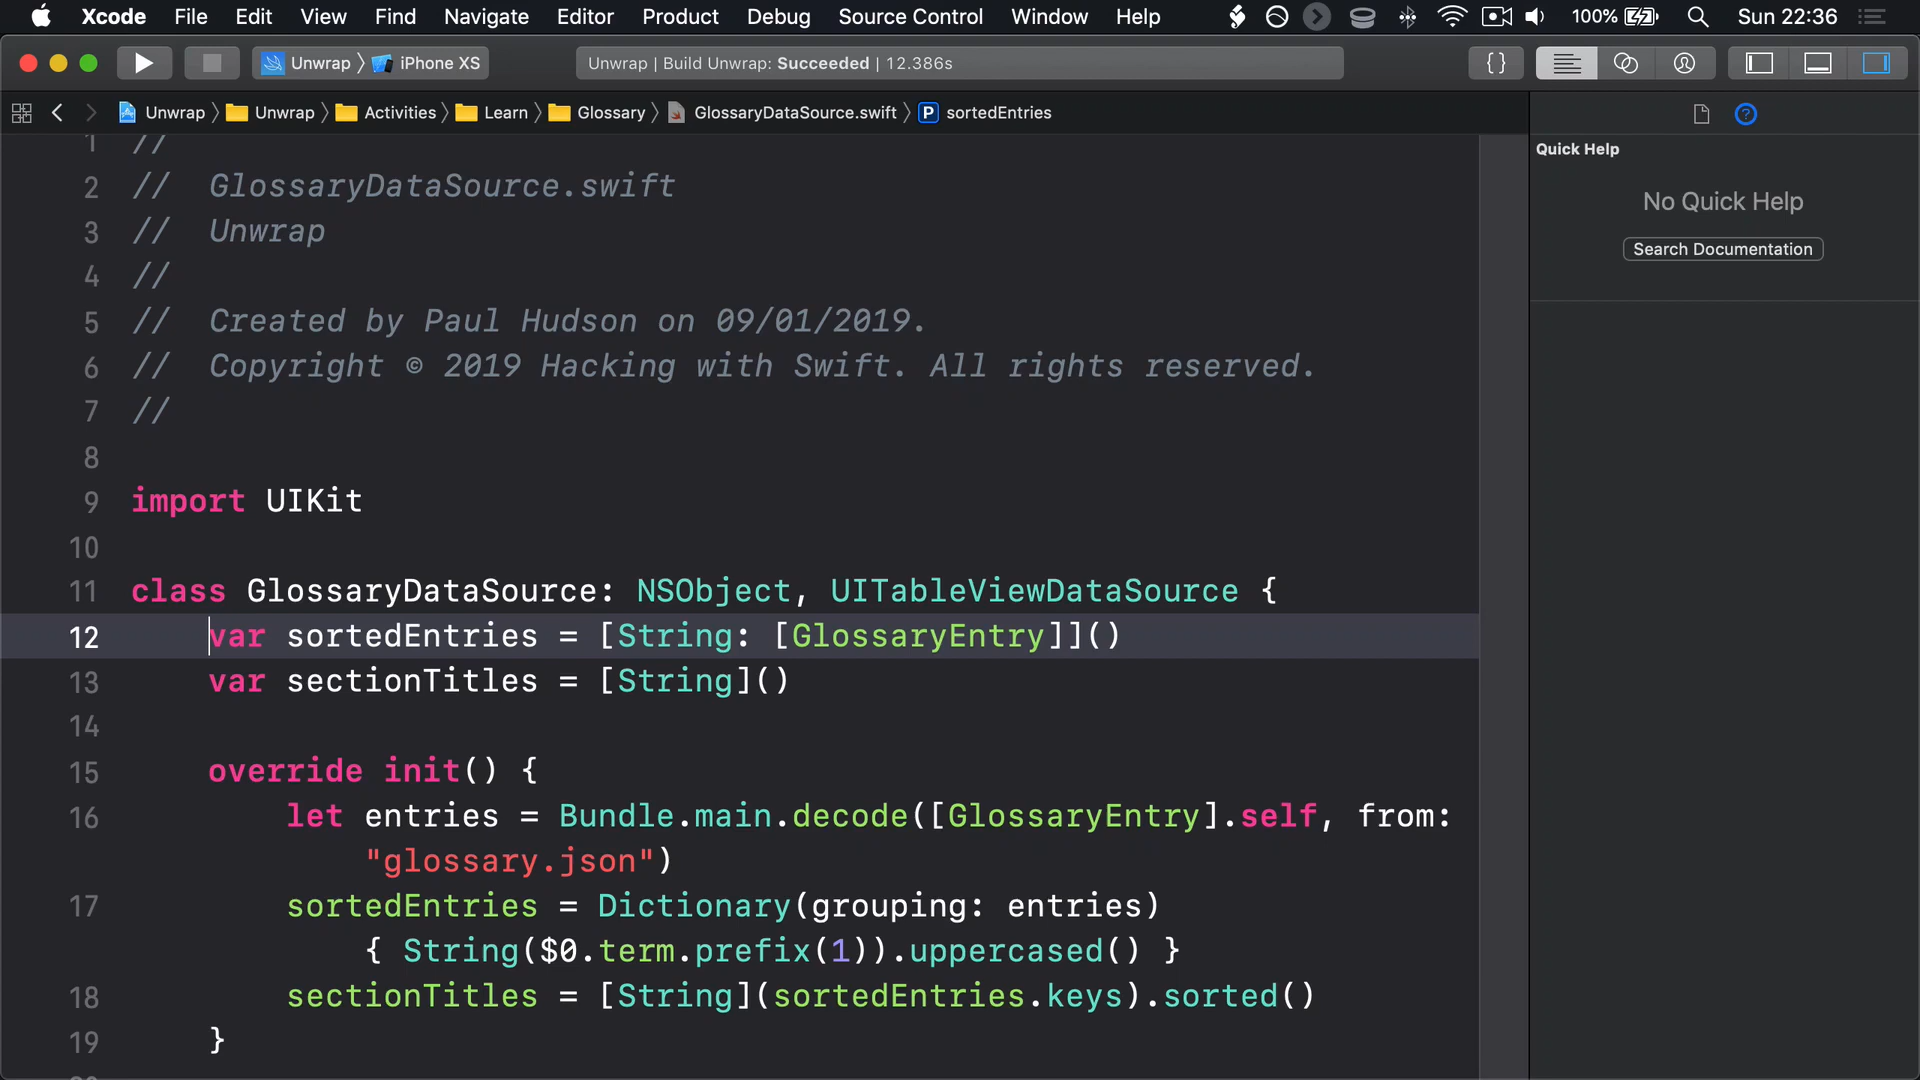 Xcode File Edit View Find Navigate Editor Product Debug Source Control Window Help 100% Sun 22:36
Unwrap iPhone XS Unwrap | Build Unwrap: Succeeded | 12.386s {}
Unwrap Unwrap Activities Learn Glossary GlossaryDataSource.swift P sortedEntries
Quick Help
No Quick Help
Search Documentation
1 //
2 //  GlossaryDataSource.swift
3 //  Unwrap
4 //
5 //  Created by Paul Hudson on 09/01/2019.
6 //  Copyright © 2019 Hacking with Swift. All rights reserved.
7 //
8
9 import UIKit
10
11 class GlossaryDataSource: NSObject, UITableViewDataSource {
12     var sortedEntries = [String: [GlossaryEntry]]()
13     var sectionTitles = [String]()
14
15     override init() {
16         let entries = Bundle.main.decode([GlossaryEntry].self, from:
"glossary.json")
17         sortedEntries = Dictionary(grouping: entries)
{ String($0.term.prefix(1)).uppercased() }
18         sectionTitles = [String](sortedEntries.keys).sorted()
19     }